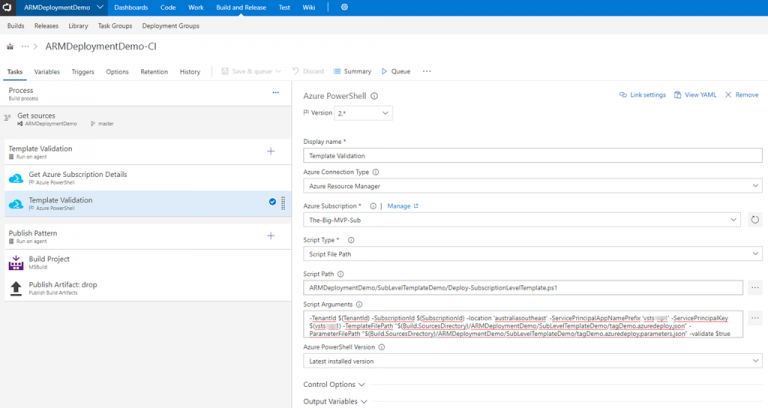 ARMDeploymentDemo Dashboards Code Work Build and Release Test Wiki
Builds Releases Library Task Groups Deployment Groups
ARMDeploymentDemo-CI
Tasks Variables Triggers Options Retention History Save & queue Discard Summary Queue
Process
Build process
Get sources
ARMDeploymentDemo master
Template Validation
Run on agent
Get Azure Subscription Details
Azure PowerShell
Template Validation
Azure PowerShell
Publish Pattern
Run on agent
Build Project
MSBuild
Publish Artifact: drop
Publish Build Artifacts
Azure PowerShell
Link settings View YAML Remove
Version 2.*
Display name *
Template Validation
Azure Connection Type
Azure Resource Manager
Azure Subscription * | Manage
The-Big-MVP-Sub
Script Type *
Script File Path
Script Path
ARMDeploymentDemo/SubLevelTemplateDemo/Deploy-SubscriptionLevelTemplate.ps1
Script Arguments
-TenantId $(TenantId) -SubscriptionId $(SubscriptionId) -location 'australiasoutheast' -ServicePrincipalAppNamePrefix 'vsts -ServicePrincipalKey
$(vsts -TemplateFilePath "$(Build.SourcesDirectory)/ARMDeploymentDemo/SubLevelTemplateDemo/tagDemo.azuredeploy.json" -
ParameterFilePath "$(Build.SourcesDirectory)/ARMDeploymentDemo/SubLevelTemplateDemo/tagDemo.azuredeploy.parameters.json" -validate $true
Azure PowerShell Version
Latest installed version
Control Options
Output Variables